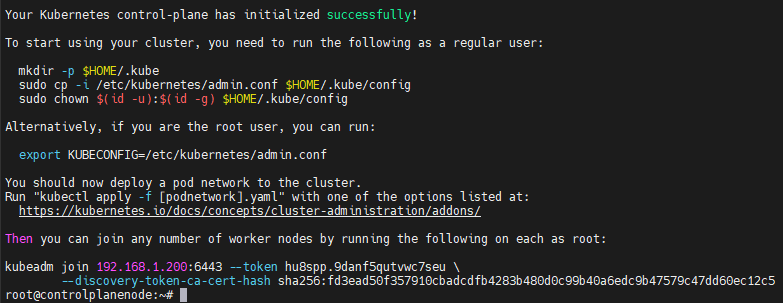 Your Kubernetes control-plane has initialized successfully!
To start using your cluster, you need to run the following as a regular user:
mkdir -p $HOME/.kube
sudo cp -i /etc/kubernetes/admin.conf $HOME/.kube/config
sudo chown $(id -u):$(id -g) $HOME/.kube/config
Alternatively, if you are the root user, you can run:
export KUBECONFIG=/etc/kubernetes/admin.conf
You should now deploy a pod network to the cluster.
Run "kubectl apply -f [podnetwork].yaml" with one of the options listed at:
https://kubernetes.io/docs/concepts/cluster-administration/addons/
Then you can join any number of worker nodes by running the following on each as root:
kubeadm join 192.168.1.200:6443 --token hu8spp.9danf5qutvwc7seu \
--discovery-token-ca-cert-hash sha256:fd3ead50f357910cbadcdfb4283b480d0c99b40a6edc9b47579c47dd60ec12c5
root@controlplanenode:~#